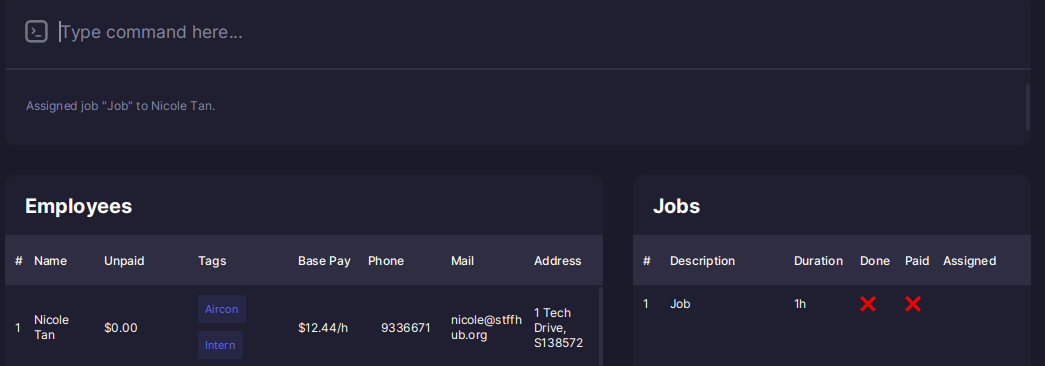 Type command here...
Assigned job "Job" to Nicole Tan.
Employees
# Name Unpaid Tags Base Pay Phone Mail Address
1 Nicole Tan $0.00 Aircon Intern $12.44/h 9336671 nicole@stffhub.org 1 Tech Drive, S138572
Jobs
# Description Duration Done Paid Assigned
1 Job 1h